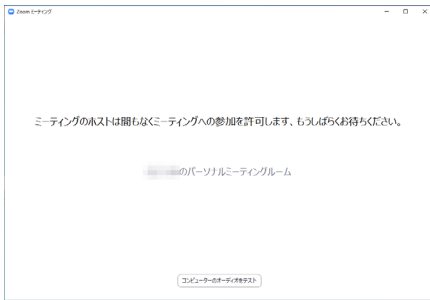 Zoom ミーティング
ミーティングのホストは間もなくミーティングへの参加を許可します、もうしばらくお待ちください。
のパーソナルミーティングルーム
コンピューターのオーディオをテスト